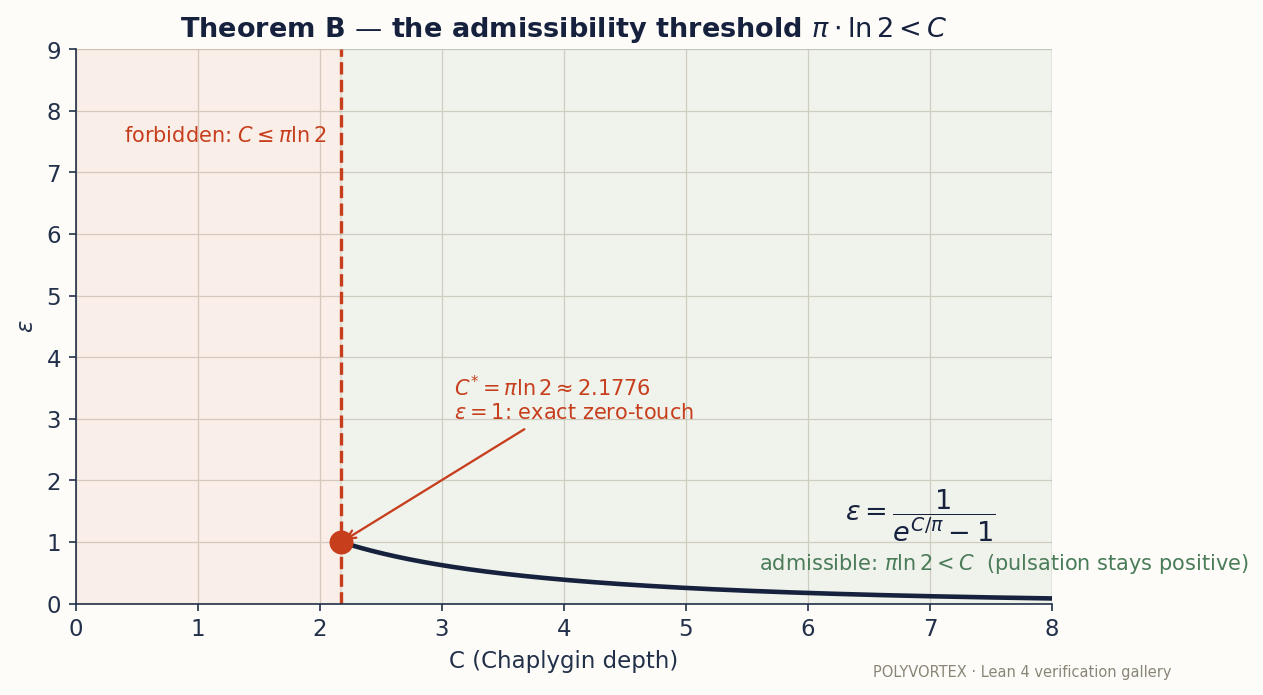 Theorem B — the admissibility threshold π · ln 2 < C
9
8
forbidden: C ≤ π ln 2
7
6
5
ε
4
C* = π ln 2 ≈ 2.1776
ε = 1: exact zero-touch
3
2
ε = 1 / (e^{C/π} − 1)
1
admissible: π ln 2 < C (pulsation stays positive)
0
0 1 2 3 4 5 6 7 8
C (Chaplygin depth)
POLYVORTEX · Lean 4 verification gallery